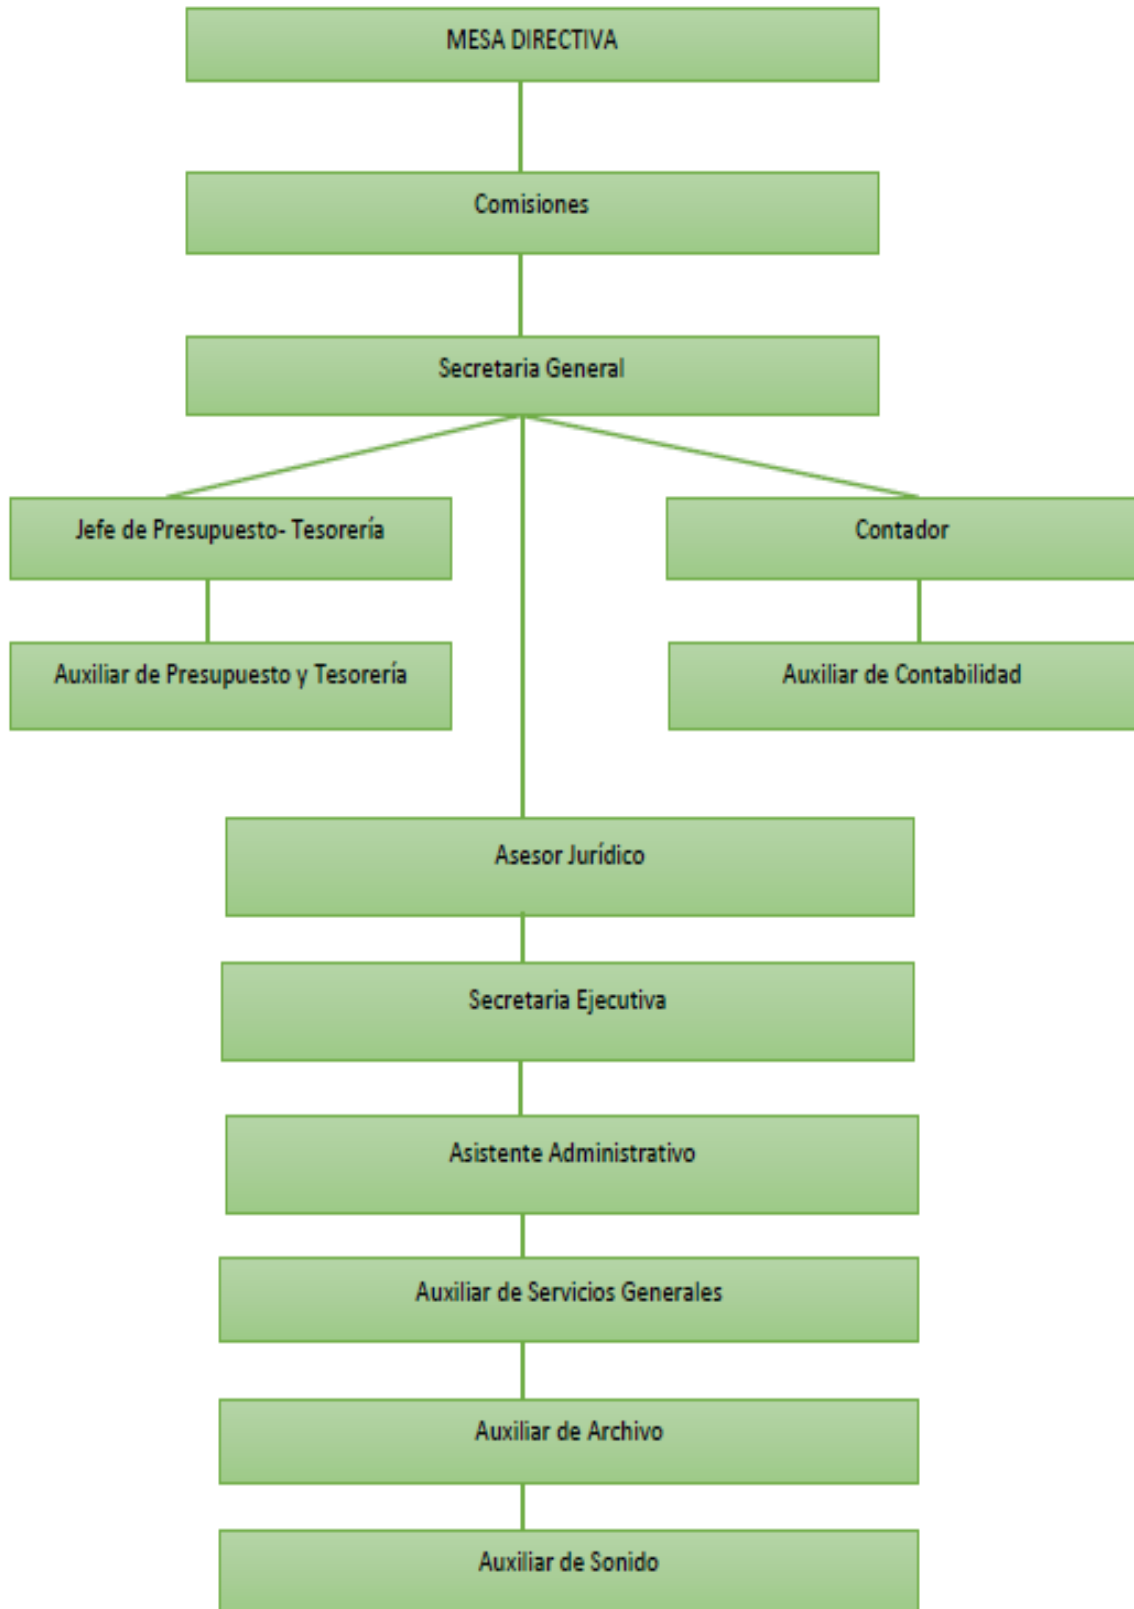 MESA DIRECTIVA
Comisiones
Secretaria General
Jefe de Presupuesto- Tesorería
Contador
Auxiliar de Presupuesto y Tesorería
Auxiliar de Contabilidad
Asesor Jurídico
Secretaria Ejecutiva
Asistente Administrativo
Auxiliar de Servicios Generales
Auxiliar de Archivo
Auxiliar de Sonido